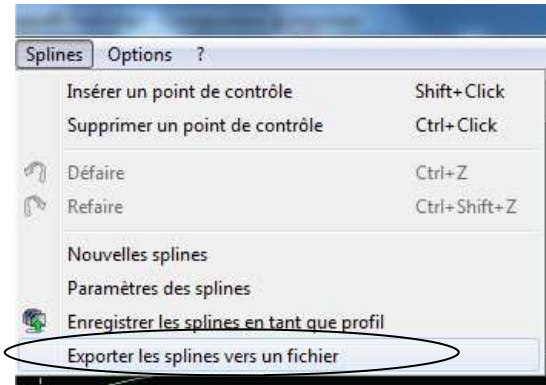 Splines Options ?
Insérer un point de contrôle Shift+Click
Supprimer un point de contrôle Ctrl+Click
Défaire Ctrl+Z
Refaire Ctrl+Shift+Z
Nouvelles splines
Paramètres des splines
Enregistrer les splines en tant que profil
Exporter les splines vers un fichier